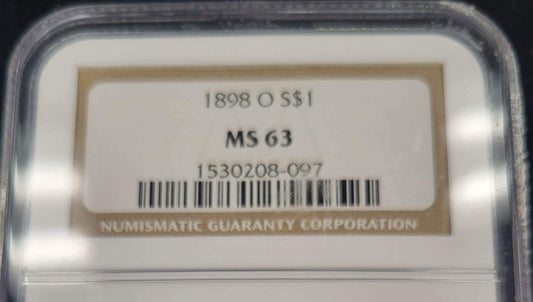 1898 O S$1
MS 63
1530208-097
NUMISMATIC GUARANTY CORPORATION